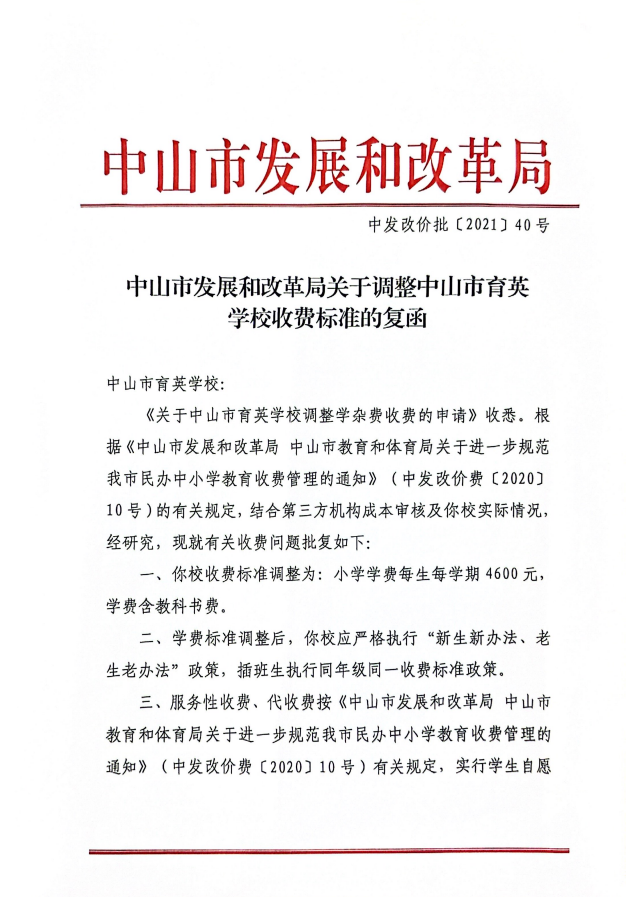 中山市发展和改革局
中发改价批〔2021〕40号
中山市发展和改革局关于调整中山市育英
学校收费标准的复函
中山市育英学校：
《关于中山市育英学校调整学杂费收费的申请》收悉。根
据《中山市发展和改革局 中山市教育和体育局关于进一步规范
我市民办中小学教育收费管理的通知》（中发改价费〔2020〕
10号）的有关规定，结合第三方机构成本审核及你校实际情况，
经研究，现就有关收费问题批复如下：
一、你校收费标准调整为：小学学费每生每学期4600元，
学费含教科书费。
二、学费标准调整后，你校应严格执行“新生新办法、老
生老办法”政策，插班生执行同年级同一收费标准政策。
三、服务性收费、代收费按《中山市发展和改革局 中山市
教育和体育局关于进一步规范我市民办中小学教育收费管理的
通知》（中发改价费〔2020〕10号）有关规定，实行学生自愿